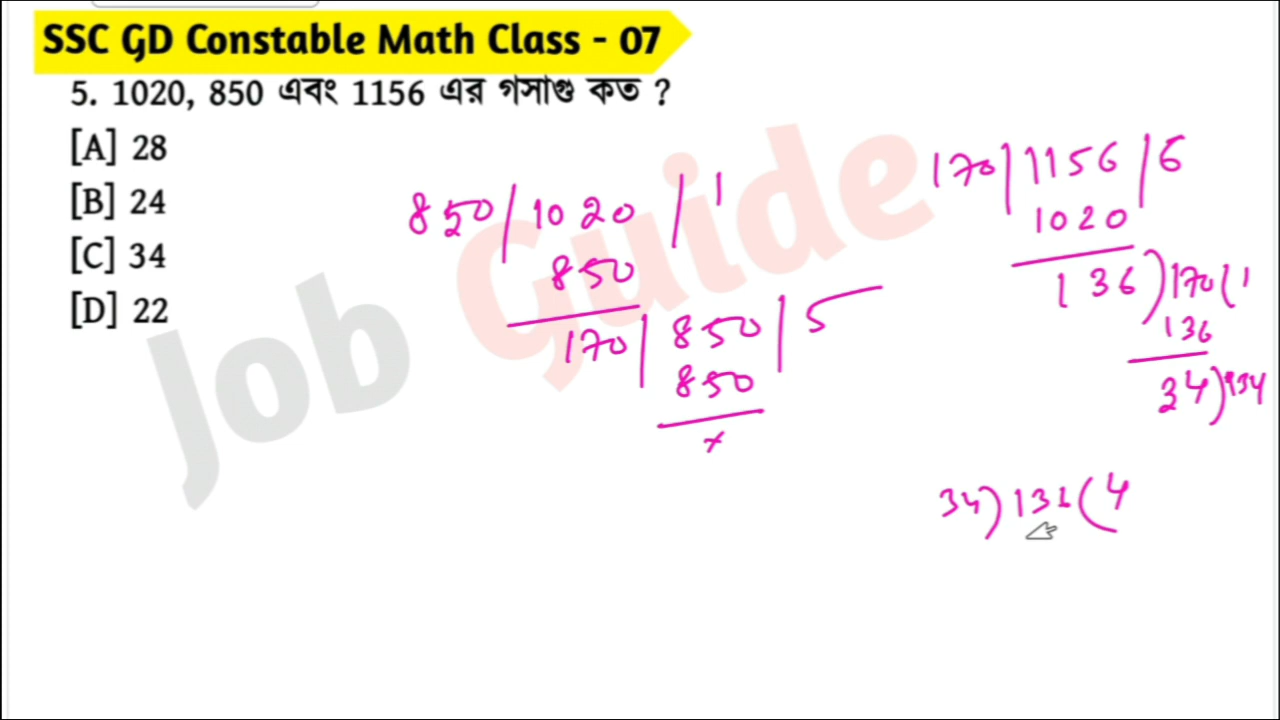 SSC GD Constable Math Class - 07
5. 1020, 850 এবং 1156 এর গসাগু কত ?
[A] 28
[B] 24
[C] 34
[D] 22
Job Guide
850 / 1020 / 1
850
170 / 850 / 5
850
x
170 / 1156 / 6
1020
136 ) 170 ( 1
136
34 )
34 ) 136 ( 4